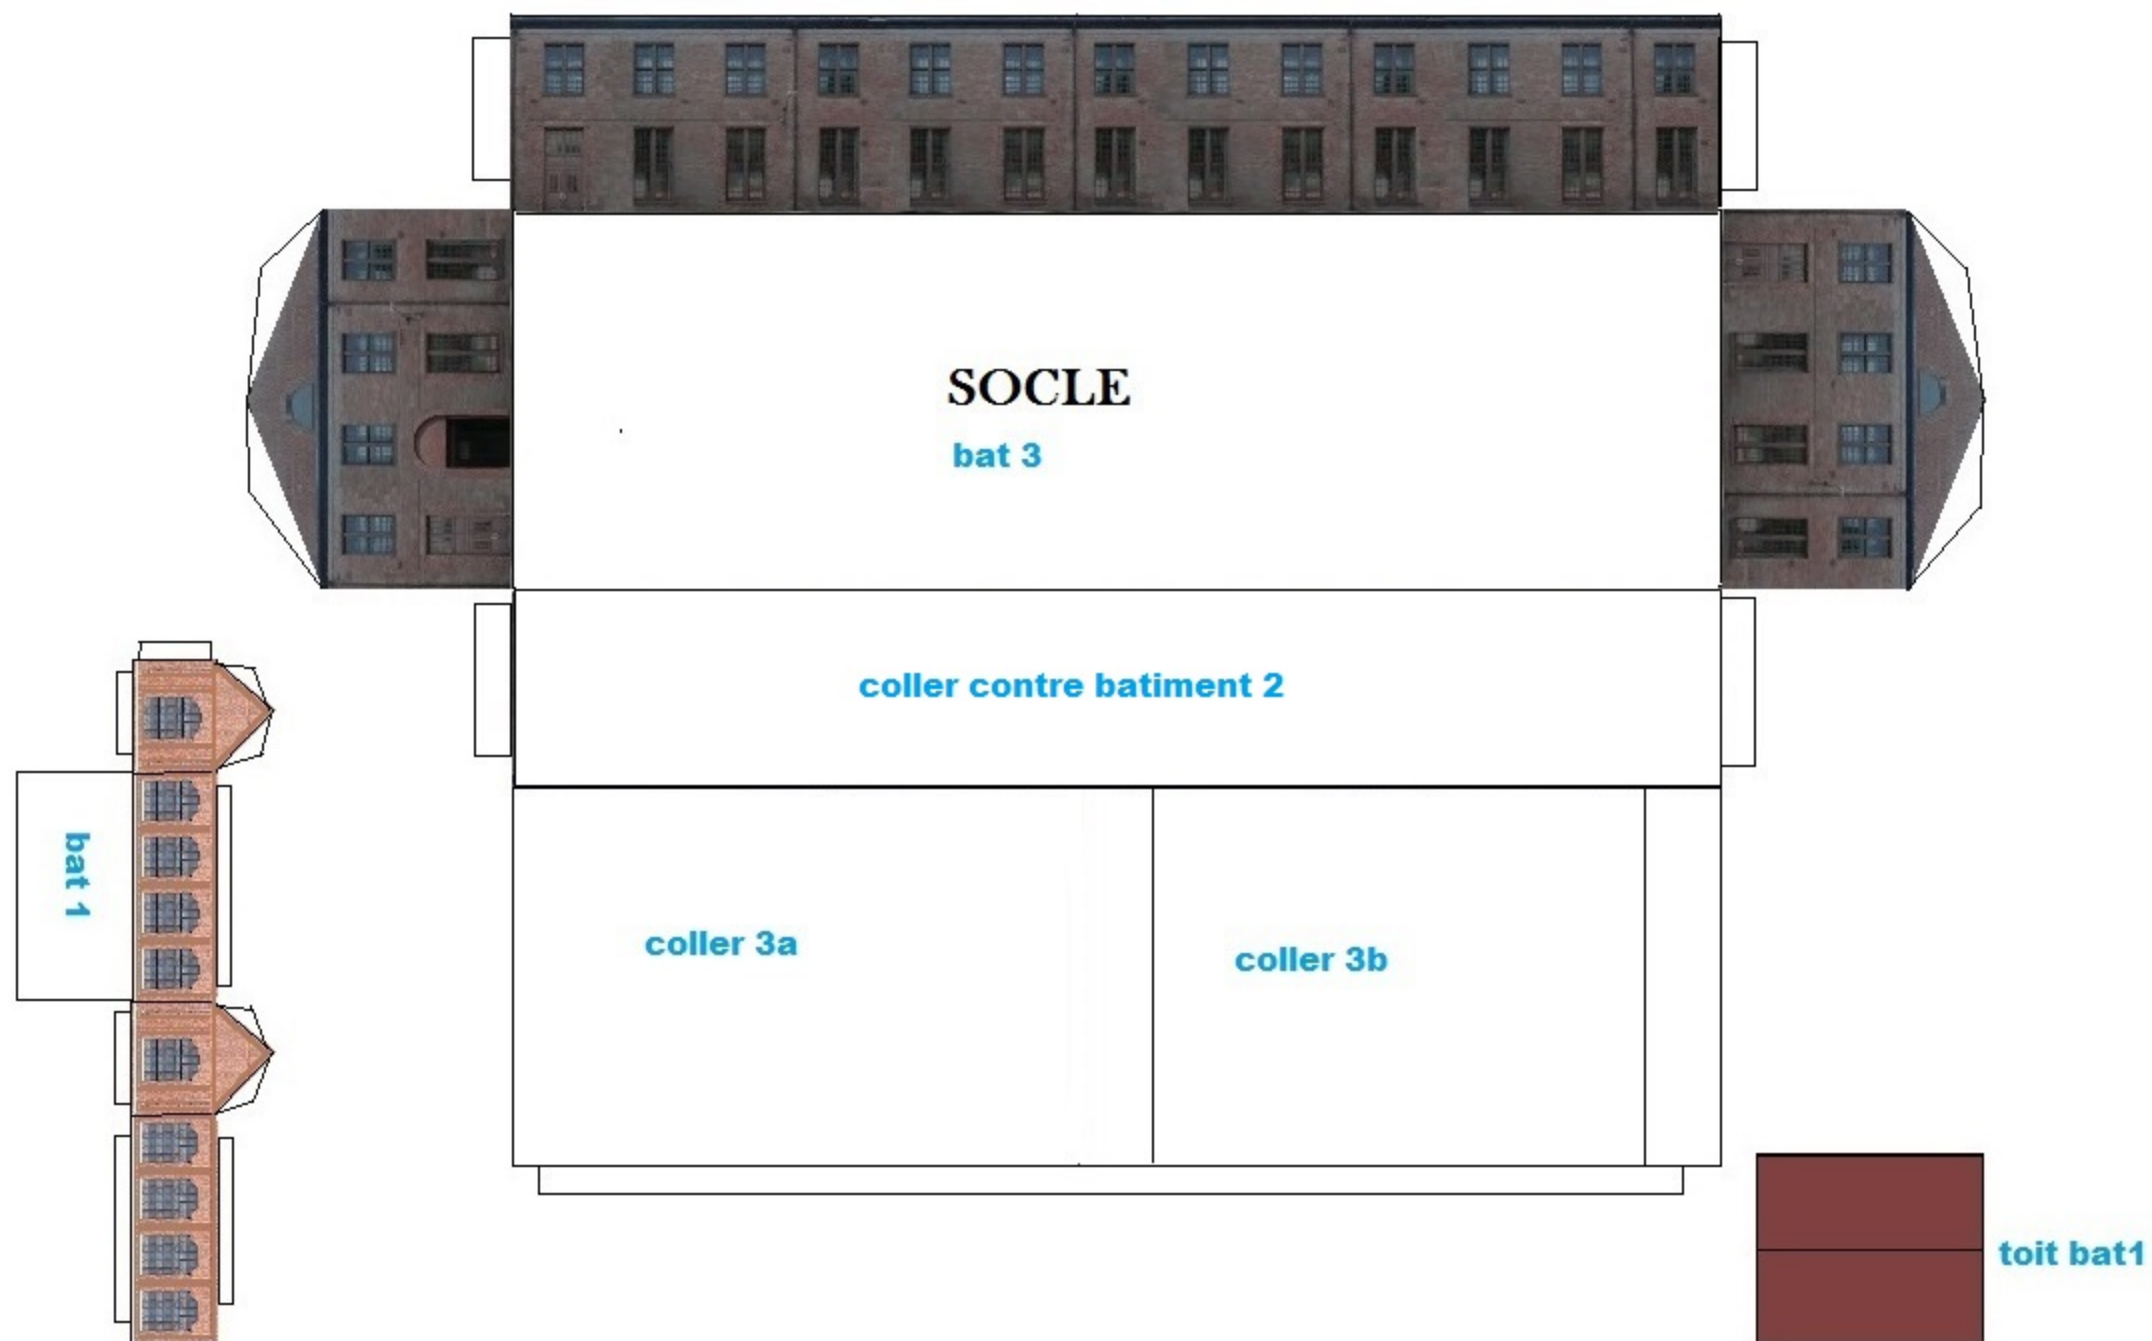 SOCLE
bat 3
coller contre batiment 2
bat 1
coller 3a
coller 3b
toit bat1